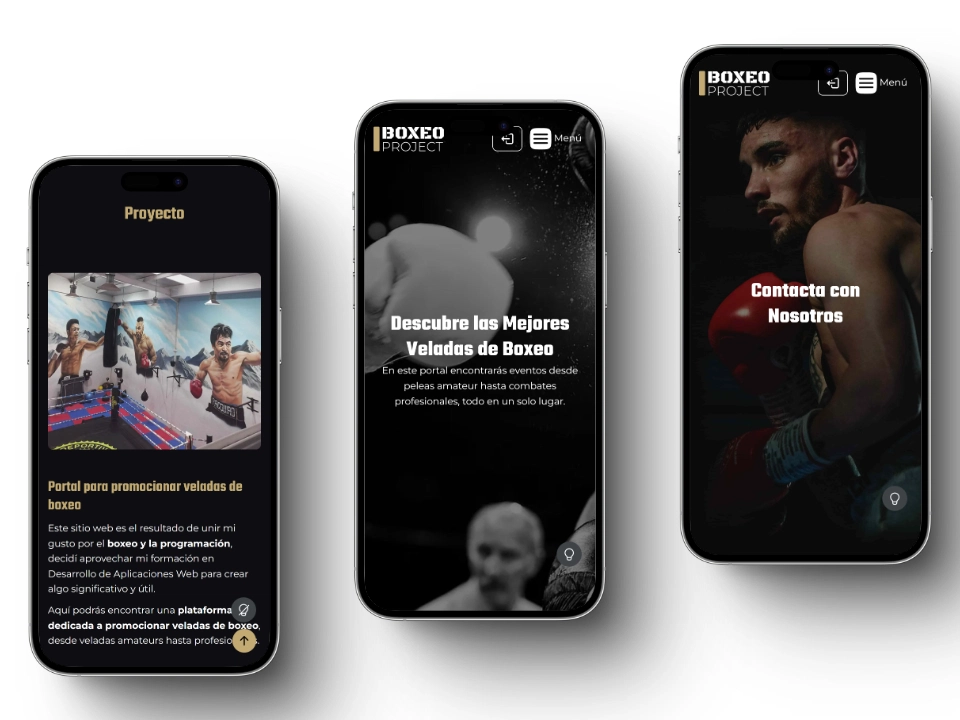 Proyecto
Portal para promocionar veladas de
boxeo
Este sitio web es el resultado de unir mi
gusto por el boxeo y la programación,
decidí aprovechar mi formación en
Desarrollo de Aplicaciones Web para crear
algo significativo y útil.
Aquí podrás encontrar una plataforma
dedicada a promocionar veladas de boxeo,
desde veladas amateurs hasta
BOXEO
PROJECT
Menú
Descubre las Mejores
Veladas de Boxeo
En este portal encontrarás eventos desde
peleas amateur hasta combates
profesionales, todo en un solo lugar.
BOXEO
PROJECT
Menú
Contacta con
Nosotros